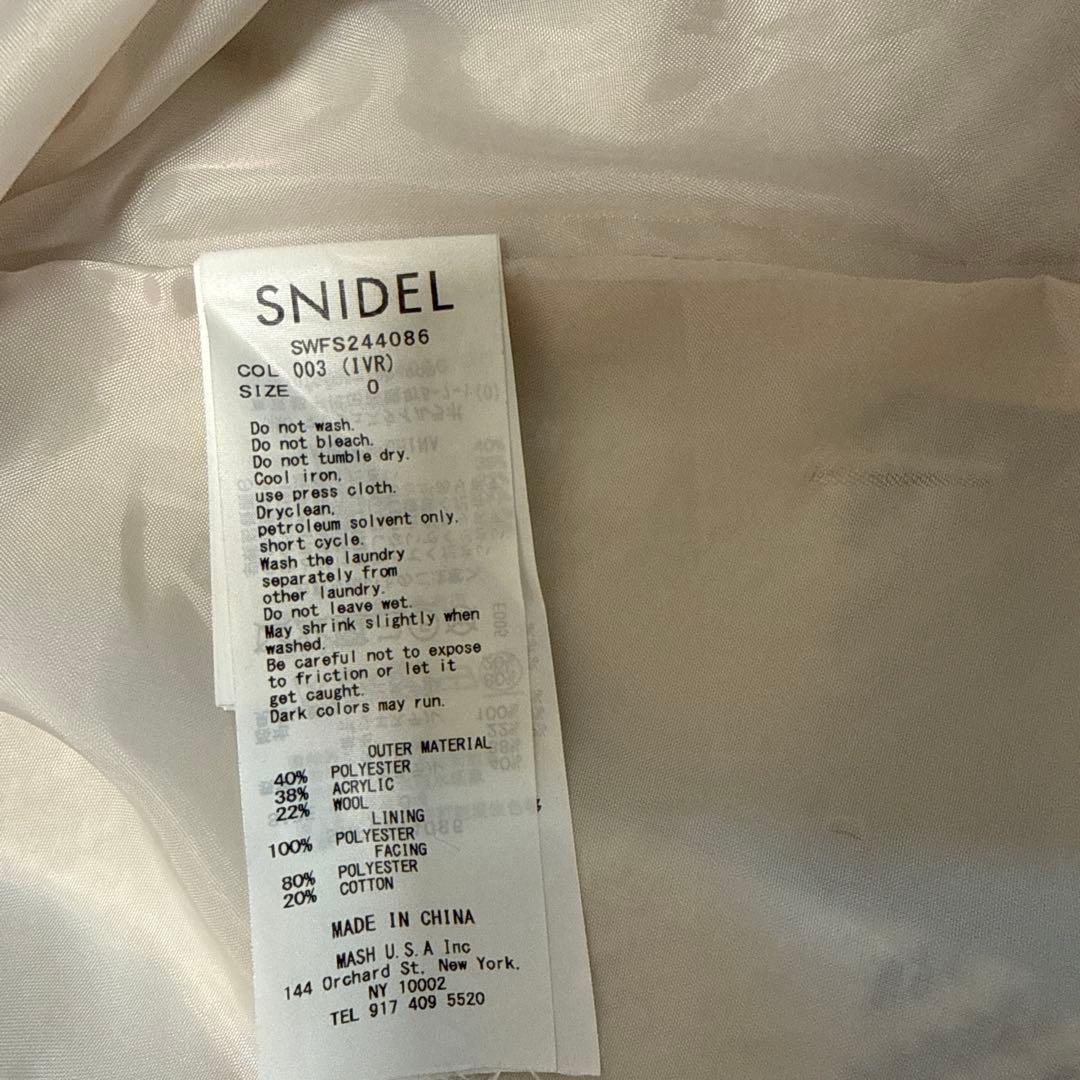 SNIDEL
SWFS244086
COL 003 (IVR)
SIZE 0
Do not wash.
Do not bleach.
Do not tumble dry.
Cool iron,
use press cloth.
Dryclean,
petroleum solvent only,
short cycle.
Wash the laundry
separately from
other laundry.
Do not leave wet.
May shrink slightly when
washed.
Be careful not to expose
to friction or let it
get caught.
Dark colors may run.
OUTER MATERIAL
40% POLYESTER
38% ACRYLIC
22% WOOL
LINING
100% POLYESTER
FACING
80% POLYESTER
20% COTTON
MADE IN CHINA
MASH U.S.A Inc
144 Orchard St, New York,
NY 10002
TEL 917 409 5520